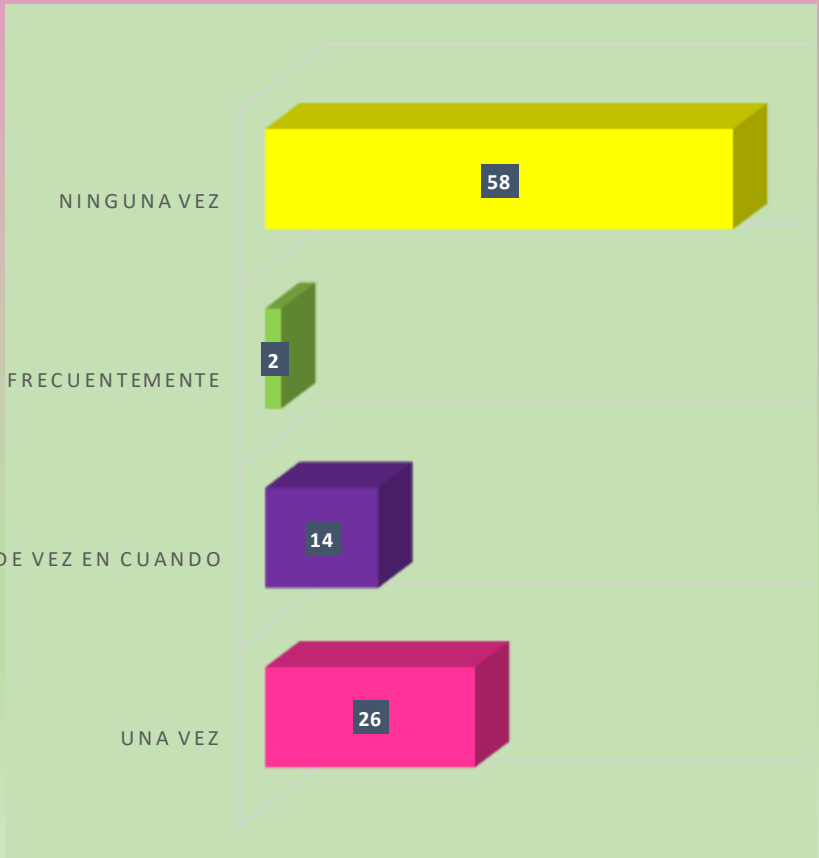 NINGUNA VEZ
58
FRECUENTEMENTE
2
DE VEZ EN CUANDO
14
UNA VEZ
26